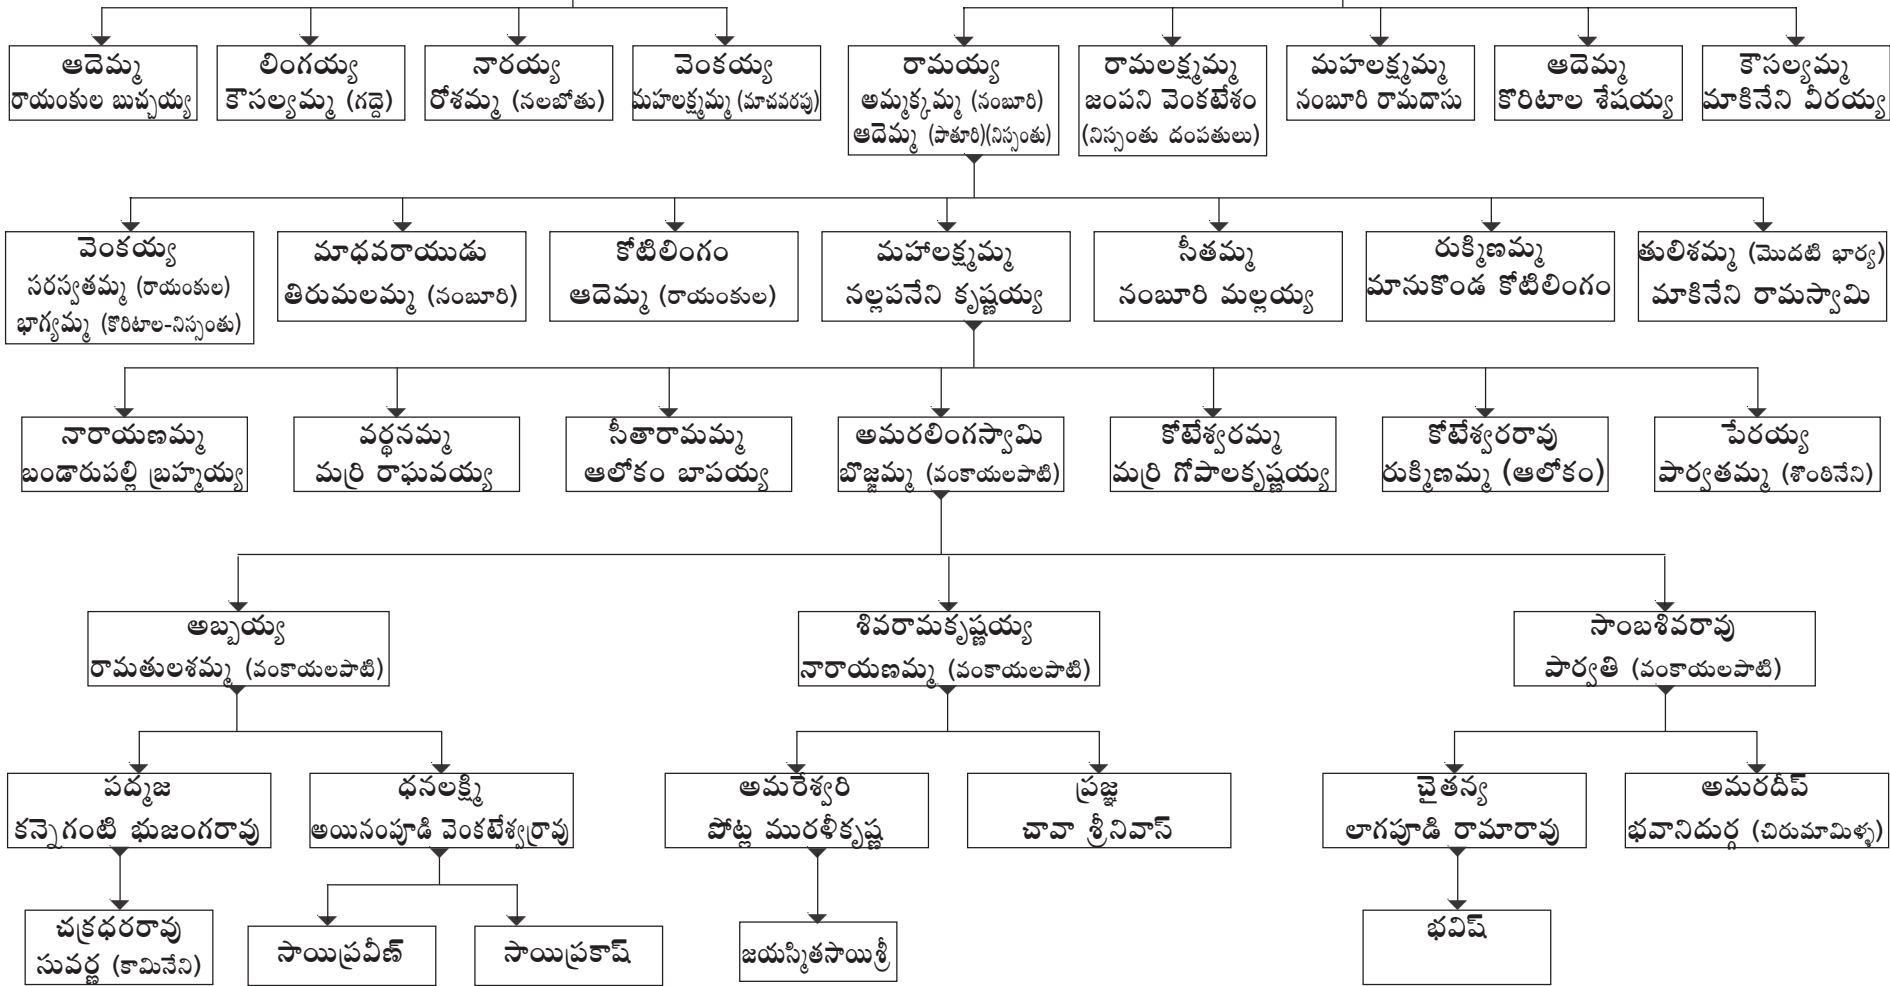 ఆదెమ్మ
రాయంకుల బుచ్చయ్య
లింగయ్య
కౌసల్యమ్మ (గద్దె)
నారయ్య
రోశమ్మ (నలబోతు)
వెంకయ్య
మహలక్ష్మమ్మ (మాచవరపు)
రామయ్య
అమ్మక్కమ్మ (నంబూరి)
ఆదెమ్మ (పాతూరి)(నిస్సంతు)
రామలక్ష్మమ్మ
జంపని వెంకటేశం
(నిస్సంతు దంపతులు)
మహలక్ష్మమ్మ
నంబూరి రామదాసు
ఆదెమ్మ
కొరిటాల శేషయ్య
కౌసల్యమ్మ
మాకినేని వీరయ్య
వెంకయ్య
సరస్వతమ్మ (రాయంకుల)
భాగ్యమ్మ (కొరిటాల-నిస్సంతు)
మాధవరాయుడు
తిరుమలమ్మ (నంబూరి)
కోటిలింగం
ఆదెమ్మ (రాయంకుల)
మహాలక్ష్మమ్మ
నల్లపనేని కృష్ణయ్య
సీతమ్మ
నంబూరి మల్లయ్య
రుక్మిణమ్మ
మానుకొండ కోటిలింగం
తులిశమ్మ (మొదటి భార్య)
మాకినేని రామస్వామి
నారాయణమ్మ
బండారుపల్లి బ్రహ్మయ్య
వర్థనమ్మ
మర్రి రాఘవయ్య
సీతారామమ్మ
ఆలోకం బాపయ్య
అమరలింగస్వామి
బొజ్జమ్మ (వంకాయలపాటి)
కోటేశ్వరమ్మ
మర్రి గోపాలకృష్ణయ్య
కోటేశ్వరరావు
రుక్మిణమ్మ (ఆలోకం)
పేరయ్య
పార్వతమ్మ (శొంఠినేని)
అబ్బయ్య
రామతులశమ్మ (వంకాయలపాటి)
శివరామకృష్ణయ్య
నారాయణమ్మ (వంకాయలపాటి)
సాంబశివరావు
పార్వతి (వంకాయలపాటి)
పద్మజ
కన్నెగంటి భుజంగరావు
ధనలక్ష్మి
అయినంపూడి వెంకటేశ్వర్రావు
అమరేశ్వరి
పోట్ల మురళీకృష్ణ
ప్రజ్ఞ
చావా శ్రీనివాస్
చైతన్య
లాగపూడి రామారావు
అమరదీప్
భవానిదుర్గ (చిరుమామిళ్ళ)
చక్రధరరావు
సువర్ణ (కామినేని)
సాయిప్రవీణ్
సాయిప్రకాష్
జయస్మితసాయిశ్రీ
భవిష్